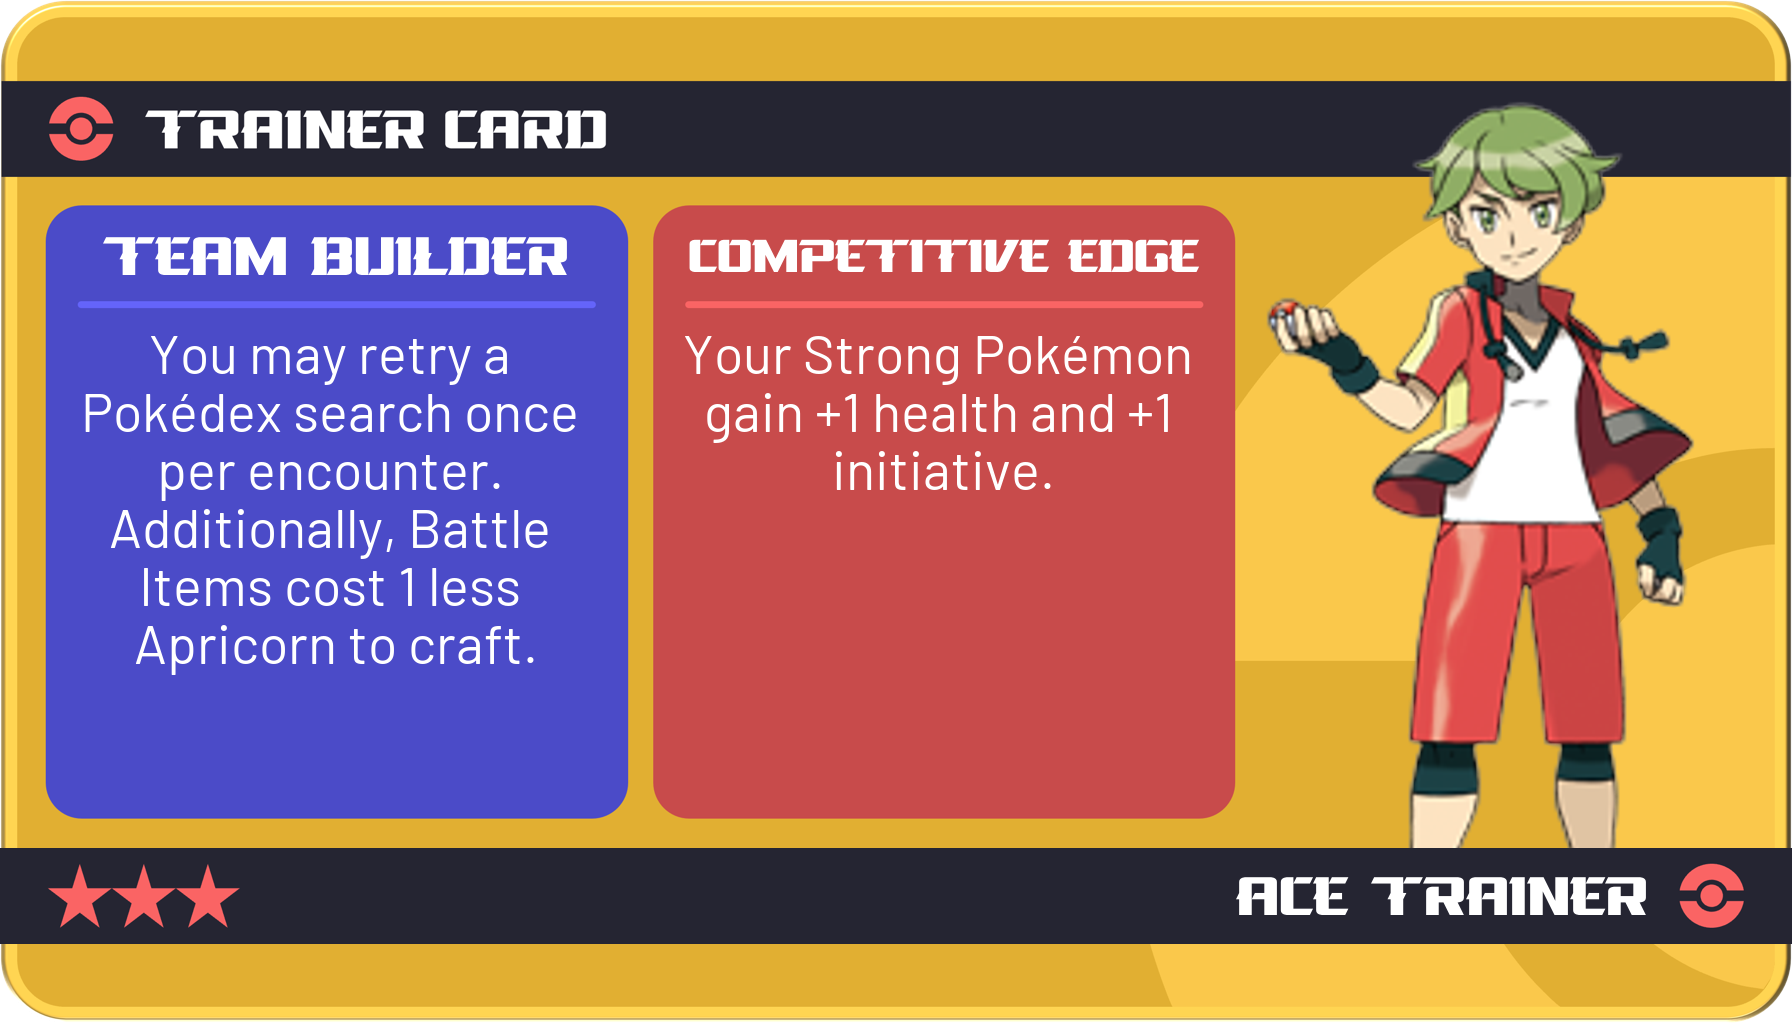 TRAINER CARD
TEAM BUILDER
You may retry a
Pokédex search once
per encounter.
Additionally, Battle
Items cost 1 less
Apricorn to craft.
COMPETITIVE EDGE
Your Strong Pokémon
gain +1 health and +1
initiative.
ACE TRAINER